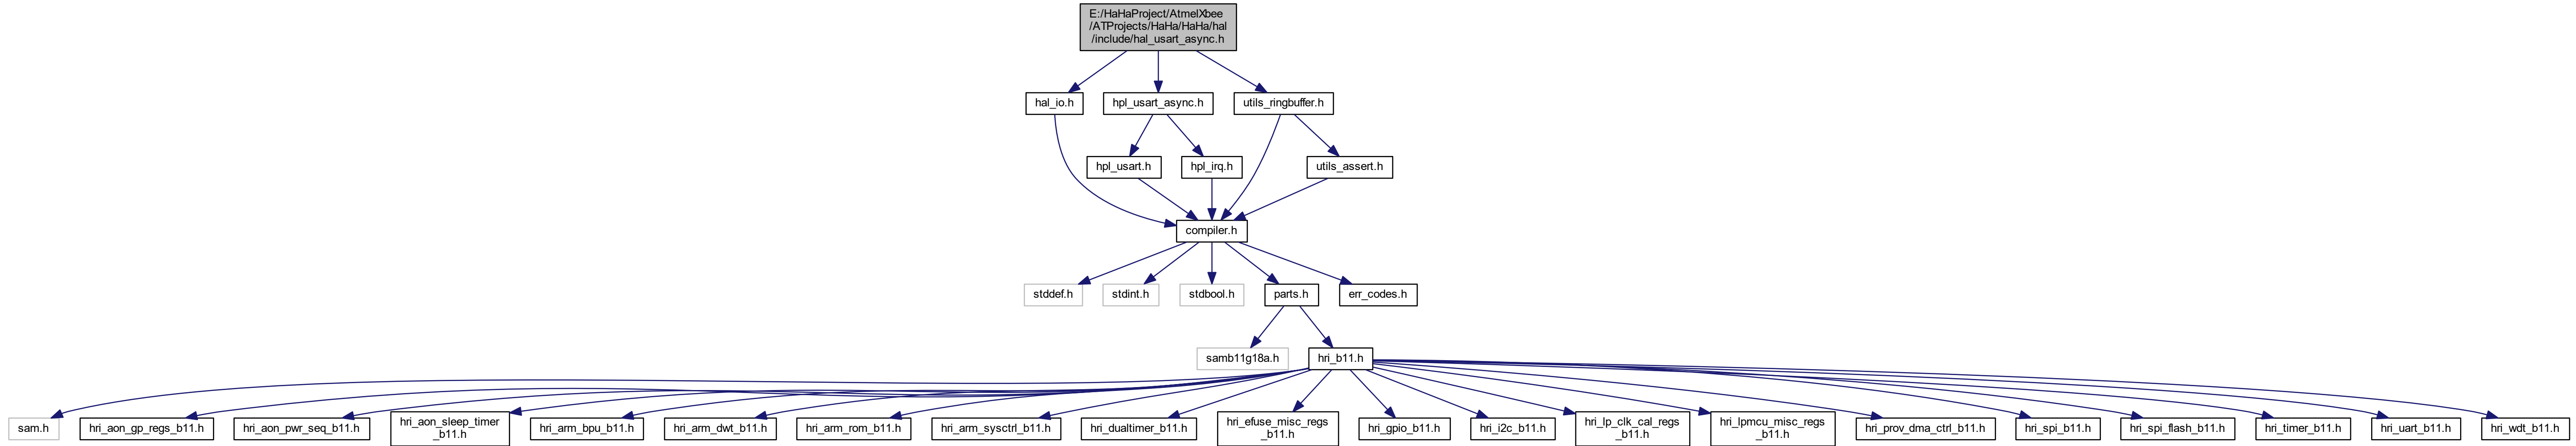 E:/HaHaProject/AtmelXbee
/ATProjects/HaHa/HaHa/hal
/include/hal_usart_async.h
hal_io.h
hpl_usart_async.h
utils_ringbuffer.h
hpl_usart.h
hpl_irq.h
utils_assert.h
compiler.h
stddef.h
stdint.h
stdbool.h
parts.h
err_codes.h
samb11g18a.h
hri_b11.h
sam.h
hri_aon_gp_regs_b11.h
hri_aon_pwr_seq_b11.h
hri_aon_sleep_timer
_b11.h
hri_arm_bpu_b11.h
hri_arm_dwt_b11.h
hri_arm_rom_b11.h
hri_arm_sysctrl_b11.h
hri_dualtimer_b11.h
hri_efuse_misc_regs
_b11.h
hri_gpio_b11.h
hri_i2c_b11.h
hri_lp_clk_cal_regs
_b11.h
hri_lpmcu_misc_regs
_b11.h
hri_prov_dma_ctrl_b11.h
hri_spi_b11.h
hri_spi_flash_b11.h
hri_timer_b11.h
hri_uart_b11.h
hri_wdt_b11.h